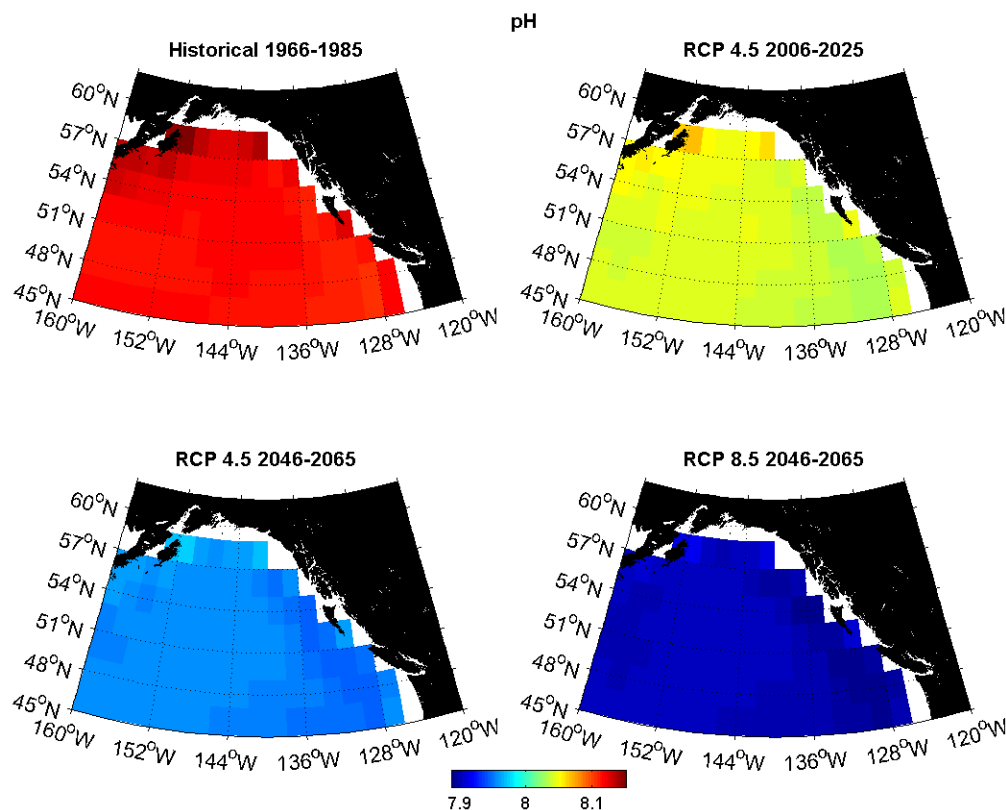 pH
Historical 1966-1985
60°N
57°N
54°N
51°N
48°N
45°N
160°W
152°W
144°W
136°W
128°W
120°W
RCP 4.5 2006-2025
60°N
57°N
54°N
51°N
48°N
45°N
160°W
152°W
144°W
136°W
128°W
120°W
RCP 4.5 2046-2065
60°N
57°N
54°N
51°N
48°N
45°N
160°W
152°W
144°W
136°W
128°W
120°W
RCP 8.5 2046-2065
60°N
57°N
54°N
51°N
48°N
45°N
160°W
152°W
144°W
136°W
128°W
120°W
7.9 8 8.1